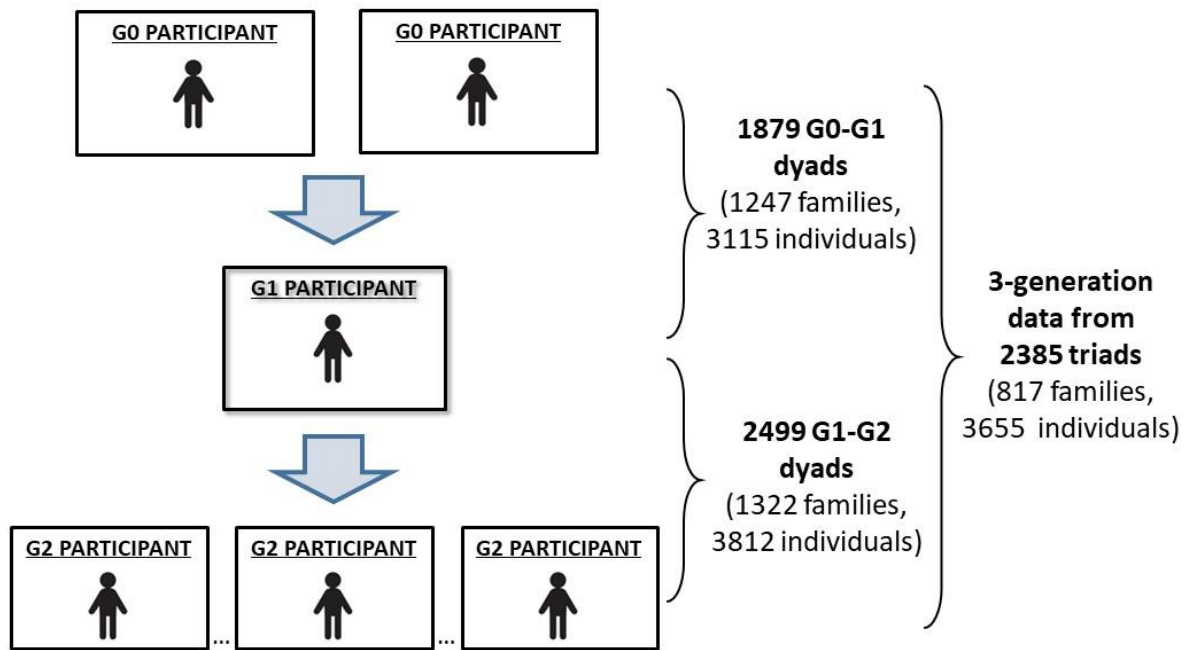 G0 PARTICIPANT
G0 PARTICIPANT
1879 G0-G1
dyads
(1247 families,
3115 individuals)
G1 PARTICIPANT
3-generation
data from
2385 triads
(817 families,
3655 individuals)
2499 G1-G2
dyads
(1322 families,
3812 individuals)
G2 PARTICIPANT
G2 PARTICIPANT
G2 PARTICIPANT
...
...